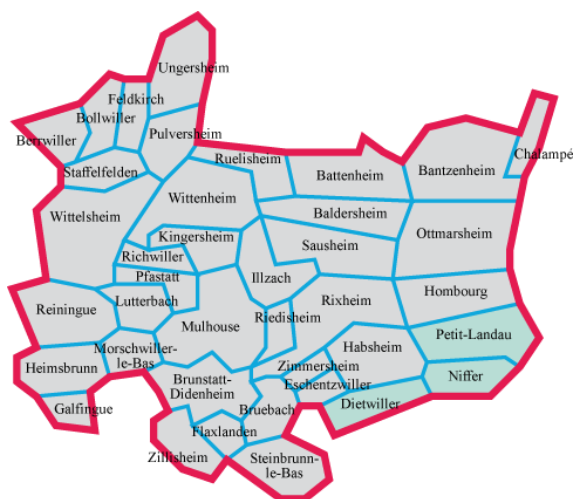 Ungersheim
Feldkirch
Bollwiller
Berrwiller
Pulversheim
Chalampé
Ruelisheim
Staffelfelden
Battenheim
Bantzenheim
Wittenheim
Wittelsheim
Baldersheim
Kingersheim
Sausheim
Ottmarsheim
Richwiller
Pfastatt
Illzach
Hombourg
Lutterbach
Rixheim
Reiningue
Riedisheim
Mulhouse
Petit-Landau
Habsheim
Morschwiller-
le-Bas
Heimsbrunn
Zimmersheim
Niffer
Brunstatt-
Didenheim
Eschentzwiller
Galfingue
Dietwiller
Bruebach
Flaxlanden
Zillisheim
Steinbrunn-
le-Bas